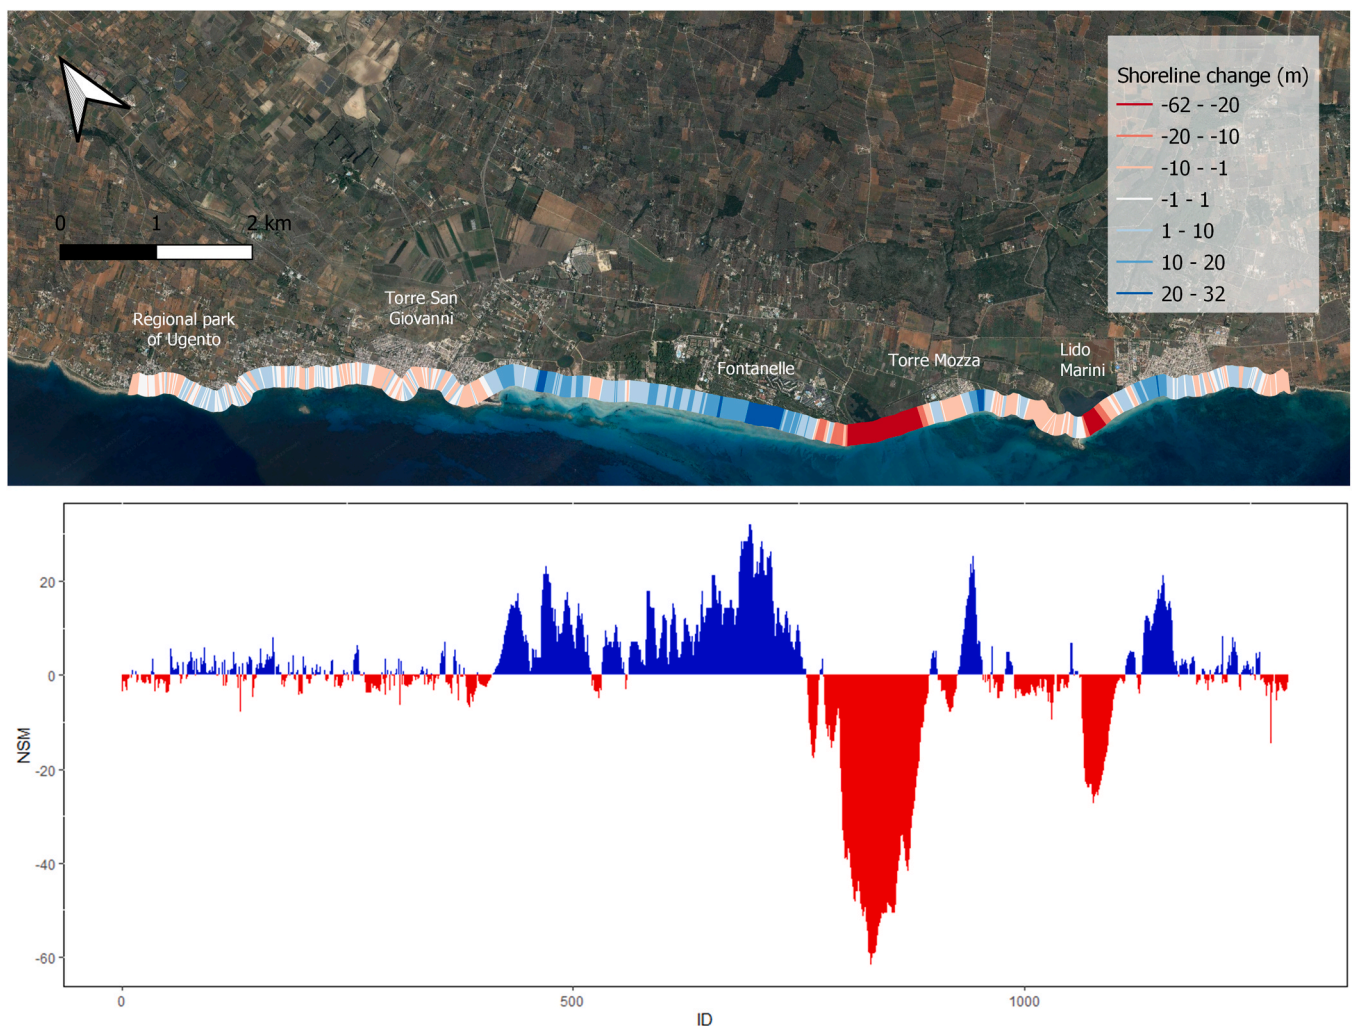 Shoreline change (m)
-62 - -20
-20 - -10
-10 - -1
-1 - 1
1 - 10
10 - 20
20 - 32
0 1 2 km
Regional park
of Ugento
Torre San
Giovanni
Fontanelle
Torre Mozza
Lido
Marini
20
0
-20
-40
-60
NSM
0 500 1000
ID